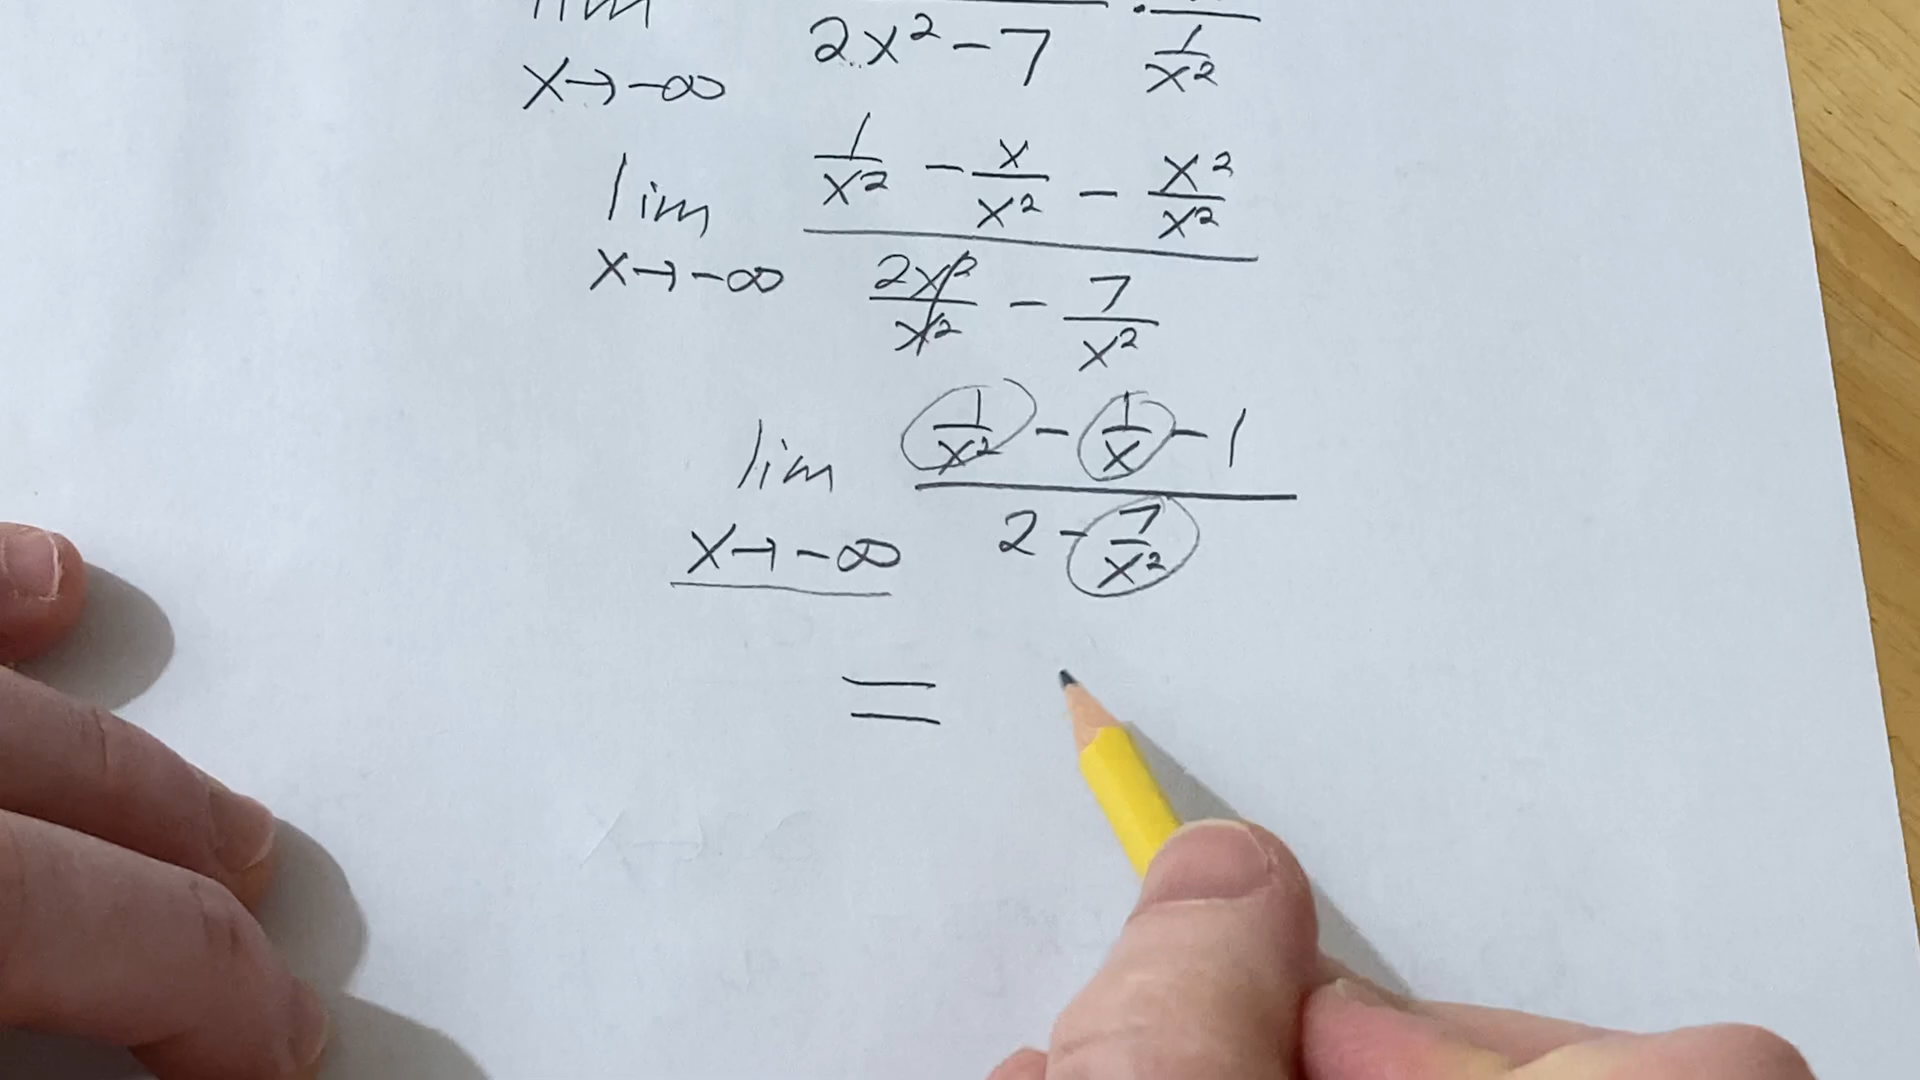 lim
x→-∞ 2x² - 7 · 1/x²
lim 1/x² - x/x² - x²/x²
x→-∞ 2x²/x² - 7/x²
lim 1/x² - 1/x - 1
x→-∞ 2 - 7/x²
=